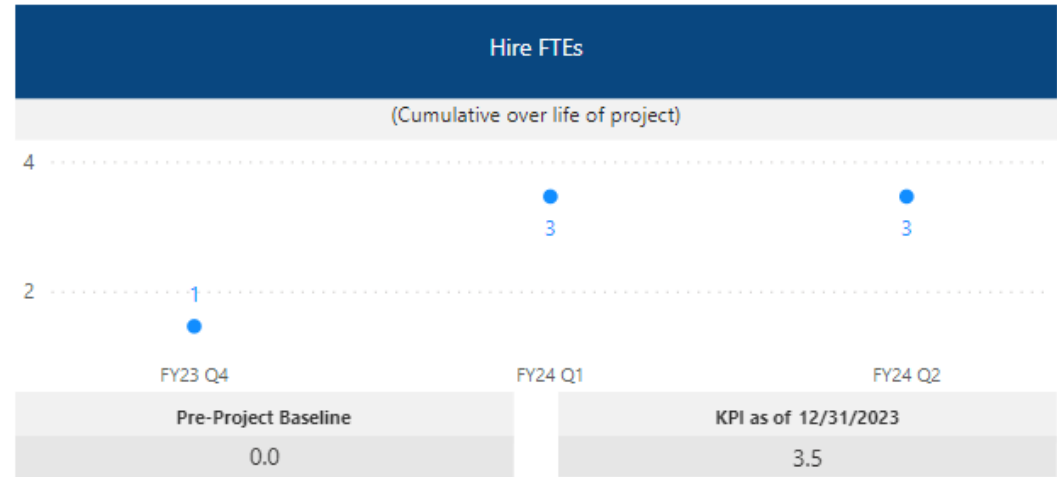 Hire FTEs
(Cumulative over life of project)
4
3 3
2 1
FY23 Q4 FY24 Q1 FY24 Q2
Pre-Project Baseline KPI as of 12/31/2023
0.0 3.5